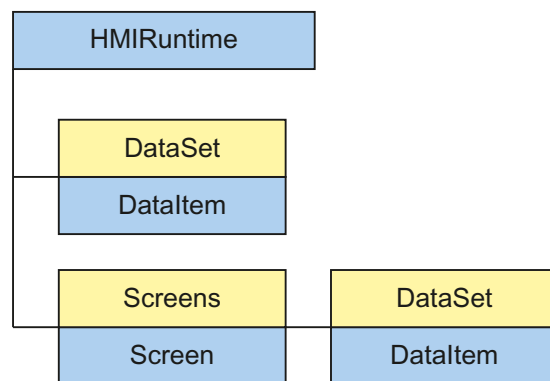 HMIRuntime
DataSet
DataItem
Screens
DataSet
Screen
DataItem